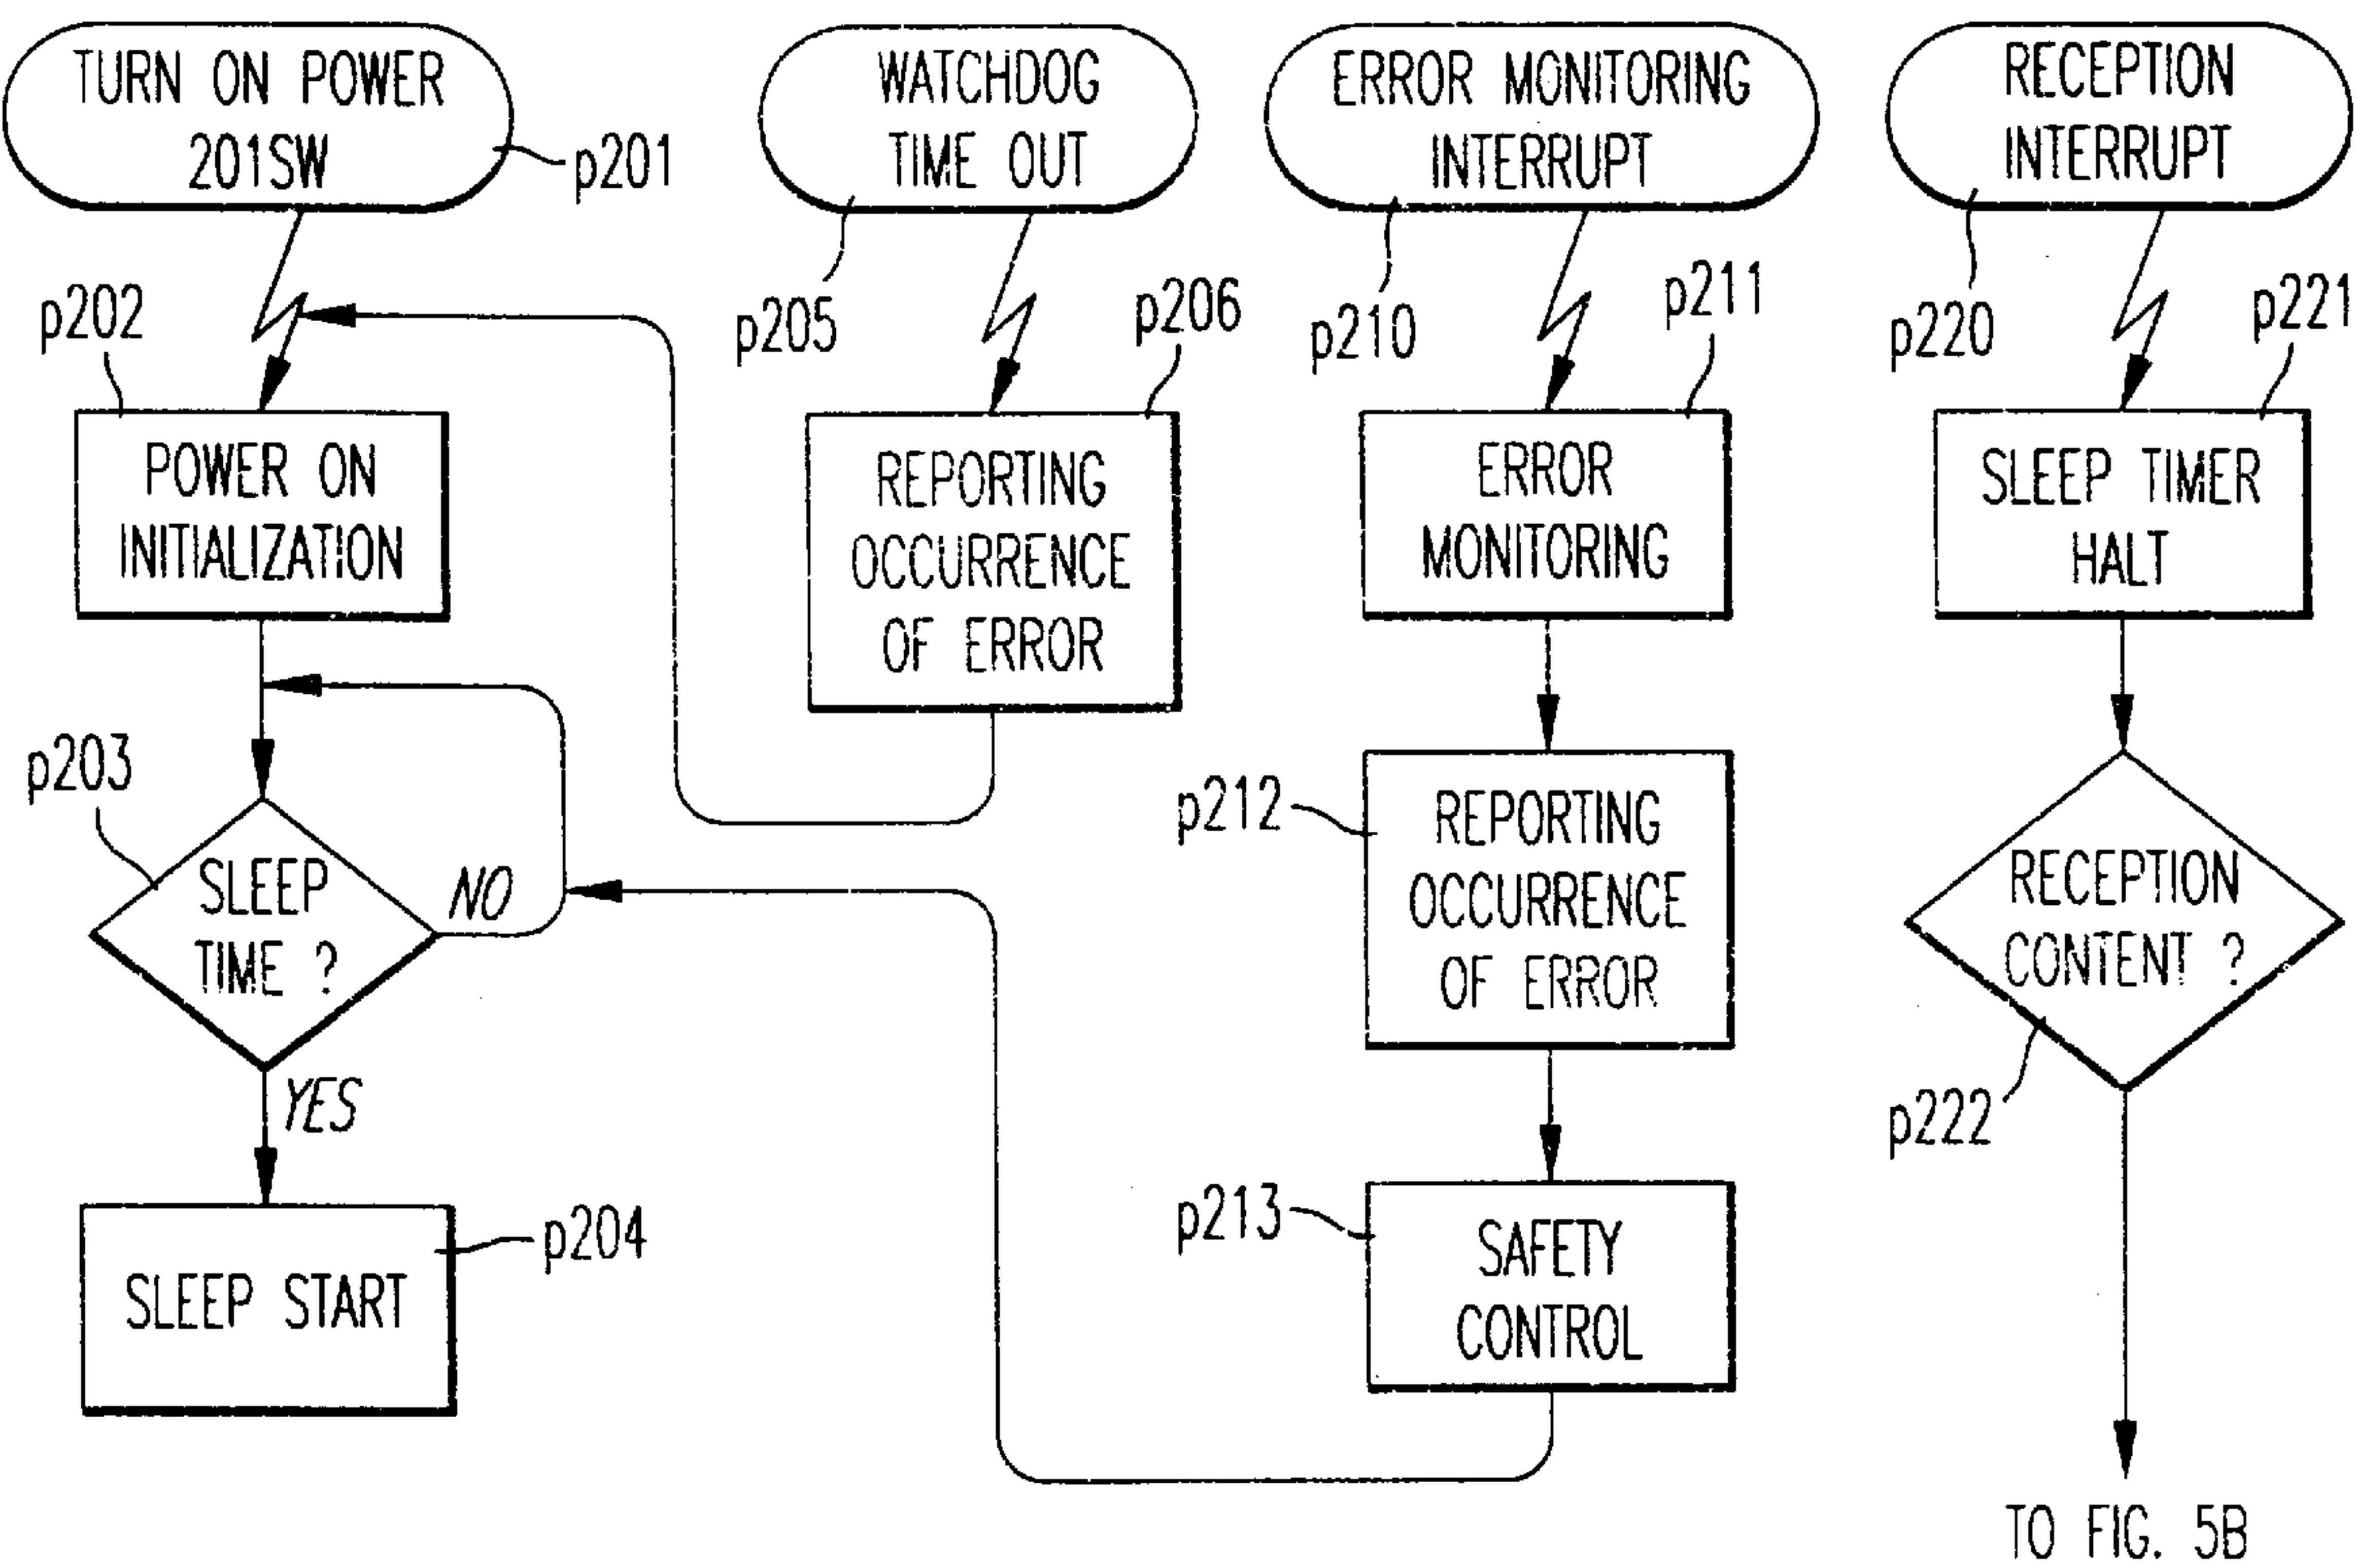 TURN ON POWER
201SW
p201
p202
POWER ON
INITIALIZATION
p203
SLEEP
TIME ?
NO
YES
SLEEP START
p204
WATCHDOG
TIME OUT
p205
p206
REPORTING
OCCURRENCE
OF ERROR
ERROR MONITORING
INTERRUPT
p210
p211
ERROR
MONITORING
p212
REPORTING
OCCURRENCE
OF ERROR
p213
SAFETY
CONTROL
RECEPTION
INTERRUPT
p220
p221
SLEEP TIMER
HALT
RECEPTION
CONTENT ?
p222
TO FIG. 5B